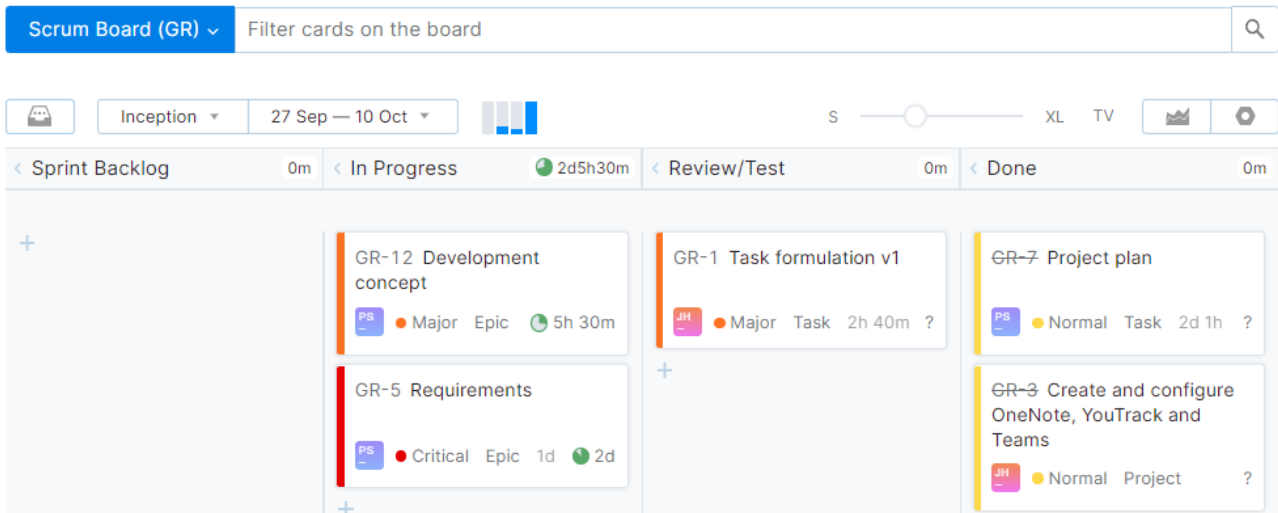 Scrum Board (GR)
Filter cards on the board
Inception
27 Sep — 10 Oct
S
XL
TV
Sprint Backlog 0m
In Progress 2d5h30m
Review/Test 0m
Done 0m
GR-12 Development
concept
PS
Major Epic 5h 30m
GR-5 Requirements
PS
Critical Epic 1d 2d
GR-1 Task formulation v1
JH
Major Task 2h 40m ?
GR-7 Project plan
PS
Normal Task 2d 1h ?
GR-3 Create and configure
OneNote, YouTrack and
Teams
JH
Normal Project ?